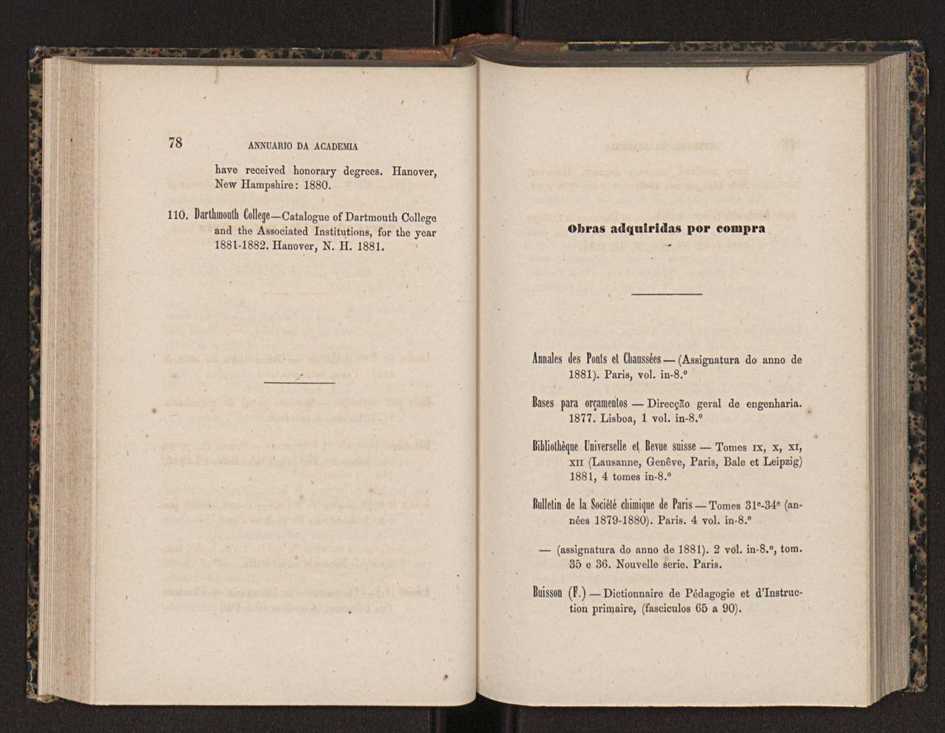 78 ANNUARIO DA ACADEMIA
have received honorary degrees. Hanover,
New Hampshire: 1880.
110. Darthmouth College—Catalogue of Dartmouth College
and the Associated Institutions, for the year
1881-1882. Hanover, N. H. 1881.
Obras adquiridas por compra
Annales des Ponts et Chaussées — (Assignatura do anno de
1881). Paris, vol. in-8.º
Bases para orçamentos — Direcção geral de engenharia.
1877. Lisboa, 1 vol. in-8.º
Bibliothèque Universelle et Revue suisse — Tomes IX, X, XI,
XII (Lausanne, Genêve, Paris, Bale et Leipzig)
1881, 4 tomes in-8.º
Bulletin de la Société chimique de Paris — Tomes 31e-34e (an-
nées 1879-1880). Paris. 4 vol. in-8.º
— (assignatura do anno de 1881). 2 vol. in-8.º, tom.
35 e 36. Nouvelle serie. Paris.
Buisson (F.) — Dictionnaire de Pédagogie et d'Instruc-
tion primaire, (fasciculos 65 a 90).